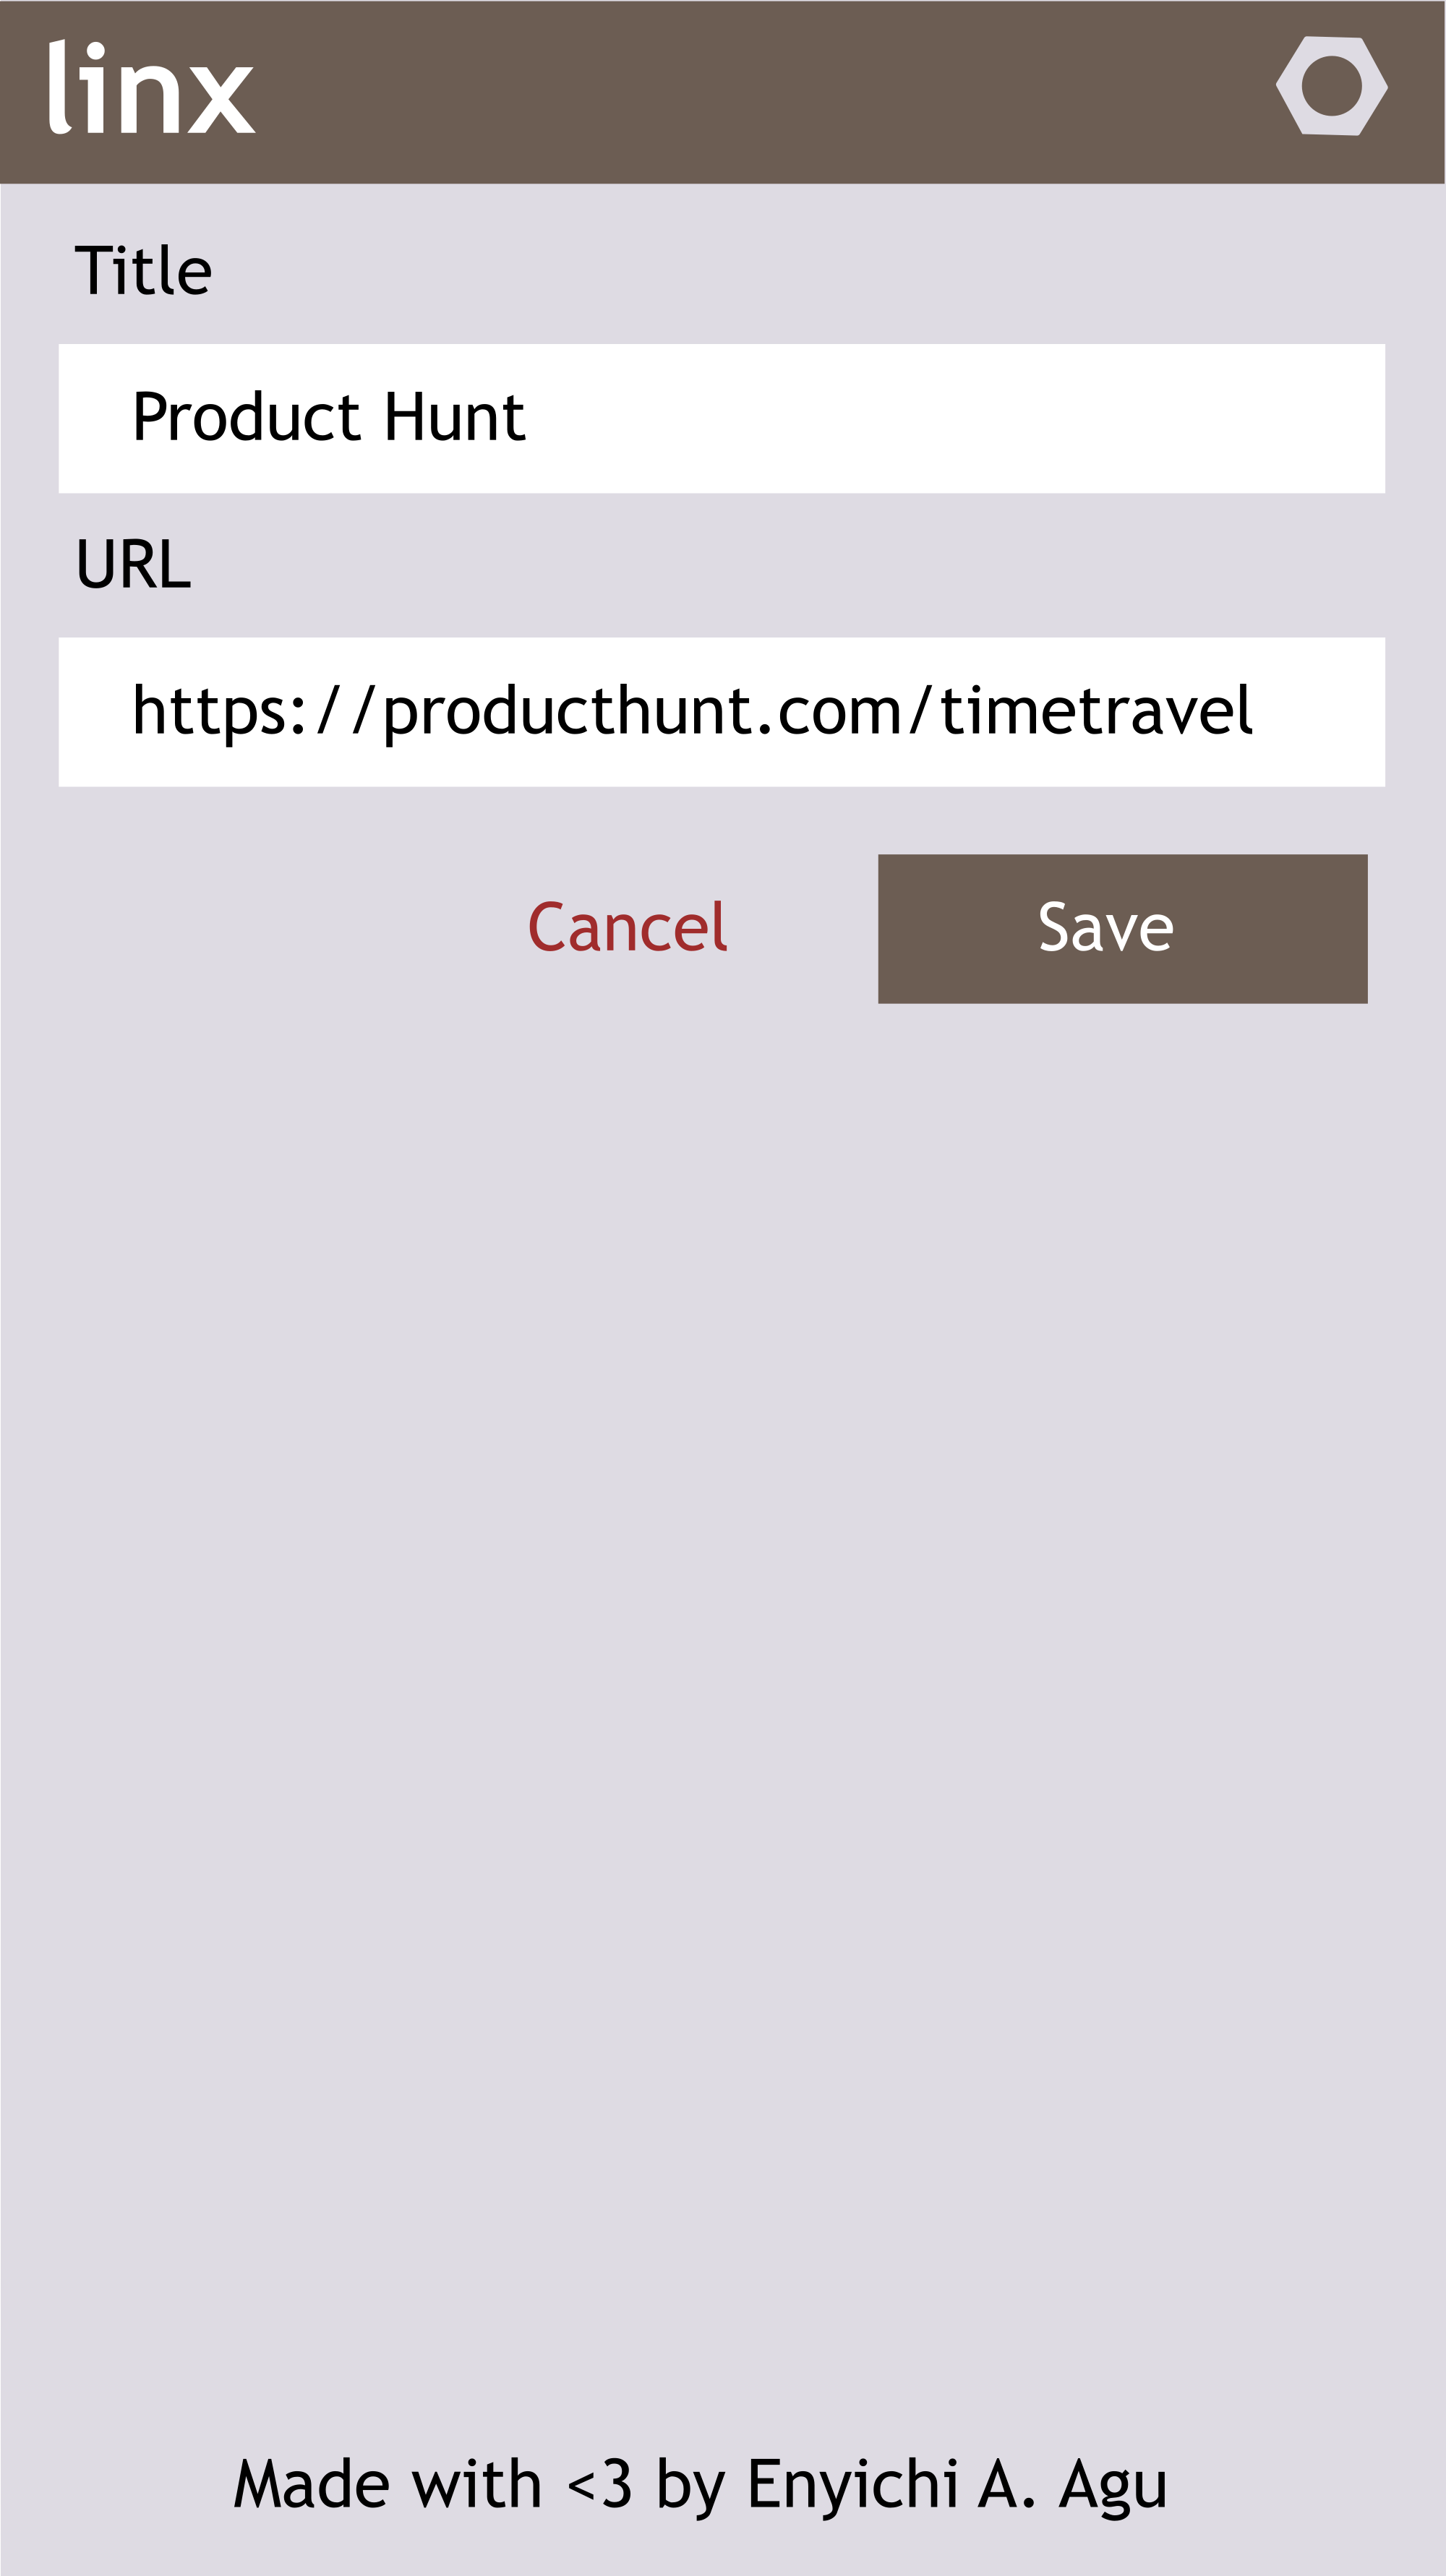 linx
Title
Product Hunt
URL
https://producthunt.com/timetravel
Cancel Save
Made with <3 by Enyichi A. Agu